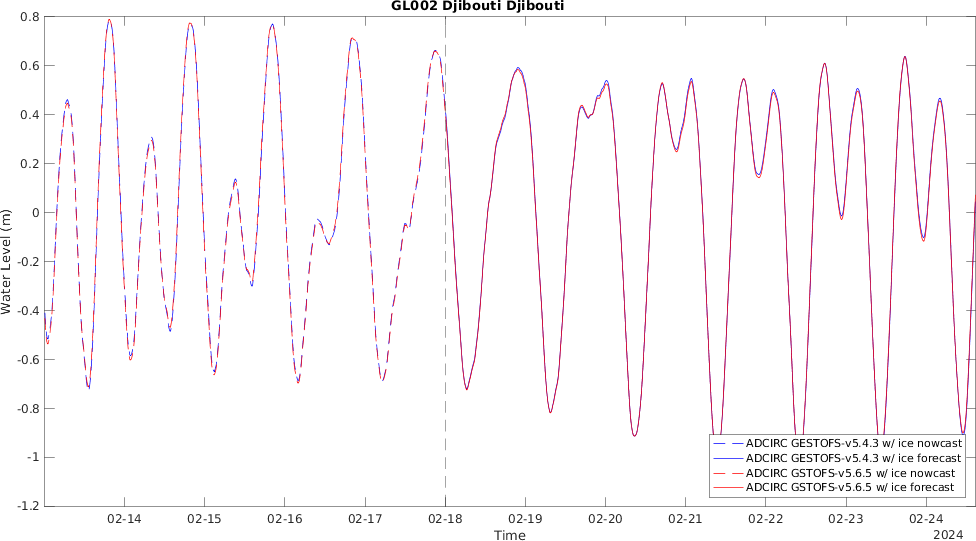 GL002 Djibouti Djibouti
0.8
0.6
0.4
0.2
0
-0.2
-0.4
-0.6
-0.8
-1
-1.2
Water Level (m)
ADCIRC GESTOFS-v5.4.3 w/ ice nowcast
ADCIRC GESTOFS-v5.4.3 w/ ice forecast
ADCIRC GSTOFS-v5.6.5 w/ ice nowcast
ADCIRC GSTOFS-v5.6.5 w/ ice forecast
02-14 02-15 02-16 02-17 02-18 02-19 02-20 02-21 02-22 02-23 02-24
Time
2024